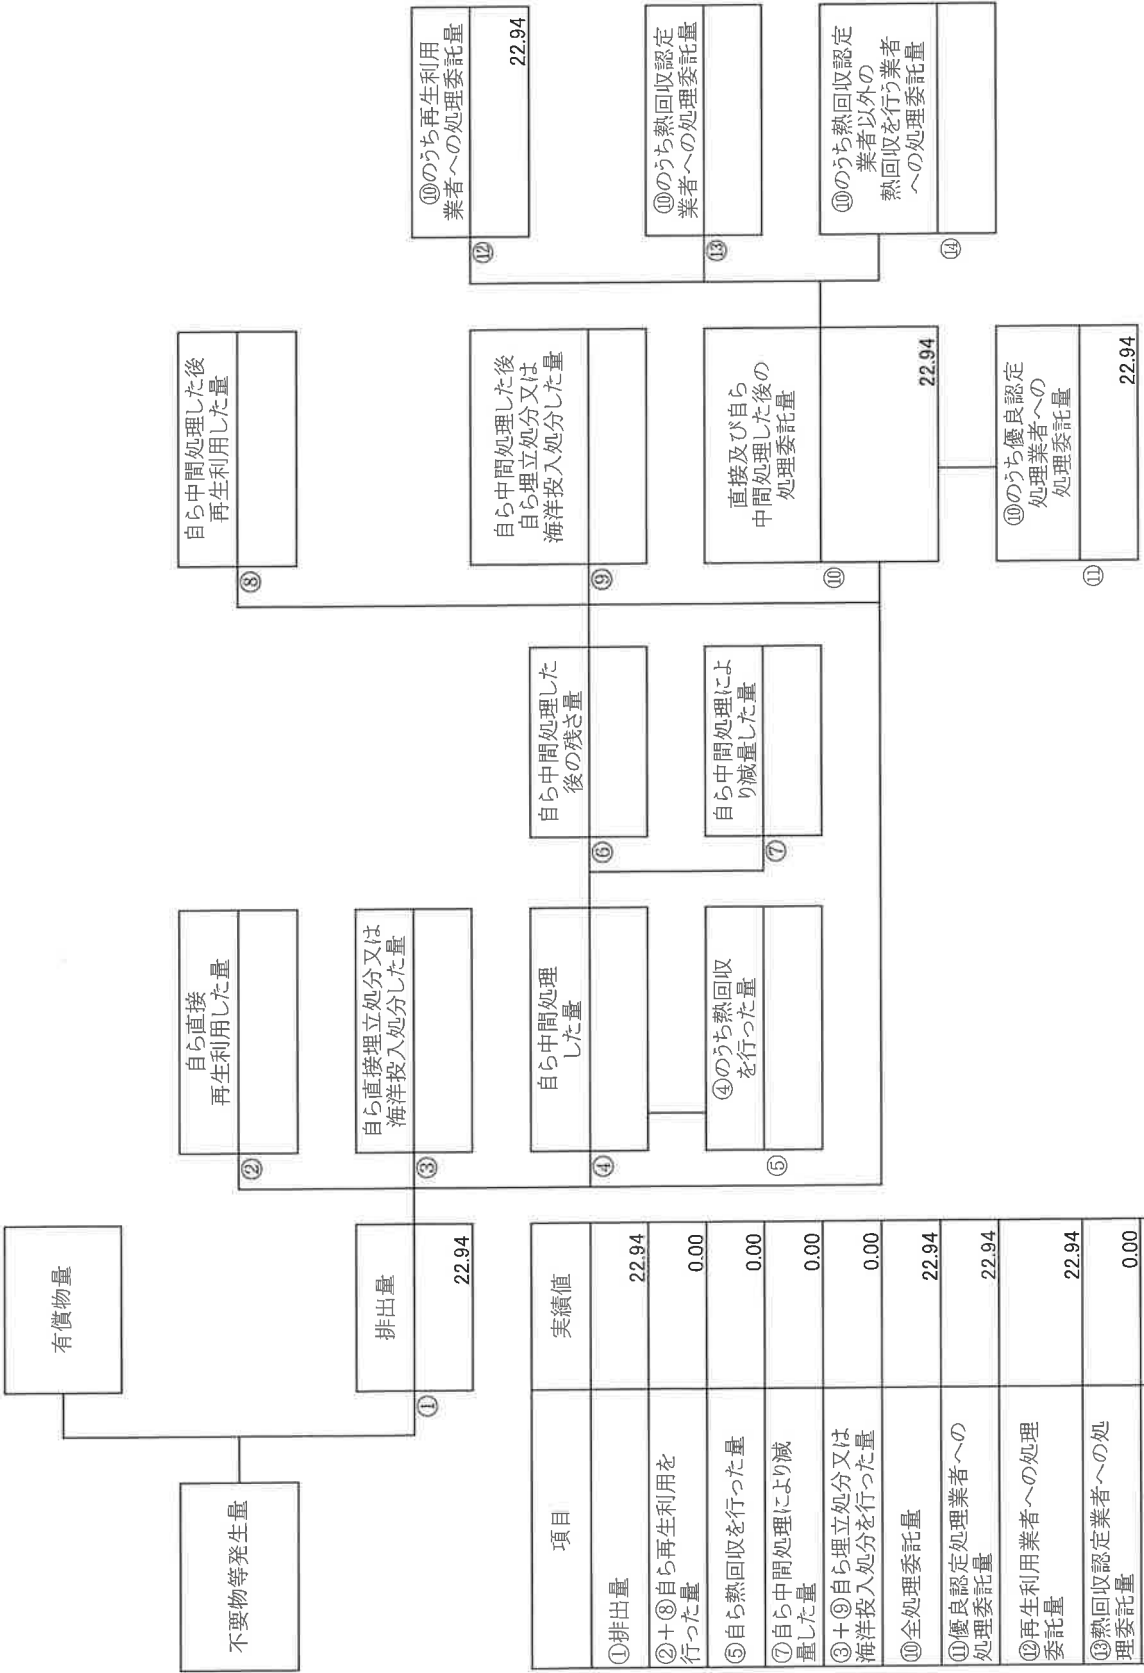 不要物等発生量
有償物量
排出量
①
22.94
自ら直接
再生利用した量
②
自ら直接埋立処分又は
海洋投入処分した量
③
自ら中間処理
した量
④
④のうち熱回収
を行った量
⑤
自ら中間処理した
後の残さ量
⑥
自ら中間処理によ
り減量した量
⑦
自ら中間処理した後
再生利用した量
⑧
自ら中間処理した後
自ら埋立処分又は
海洋投入処分した量
⑨
直接及び自ら
中間処理した後の
処理委託量
⑩
22.94
⑩のうち優良認定
処理業者への
処理委託量
⑪
22.94
⑩のうち再生利用
業者への処理委託量
⑫
22.94
⑩のうち熱回収認定
業者への処理委託量
⑬
⑩のうち熱回収認定
業者以外の
熱回収を行う業者
への処理委託量
⑭
項目 実績値
①排出量 22.94
②+⑧自ら再生利用を
行った量 0.00
⑤自ら熱回収を行った量 0.00
⑦自ら中間処理により減
量した量 0.00
③+⑨自ら埋立処分又は
海洋投入処分を行った量 0.00
⑩全処理委託量 22.94
⑪優良認定処理業者への
処理委託量 22.94
⑫再生利用業者への処理
委託量 22.94
⑬熱回収認定業者への処
理委託量 0.00